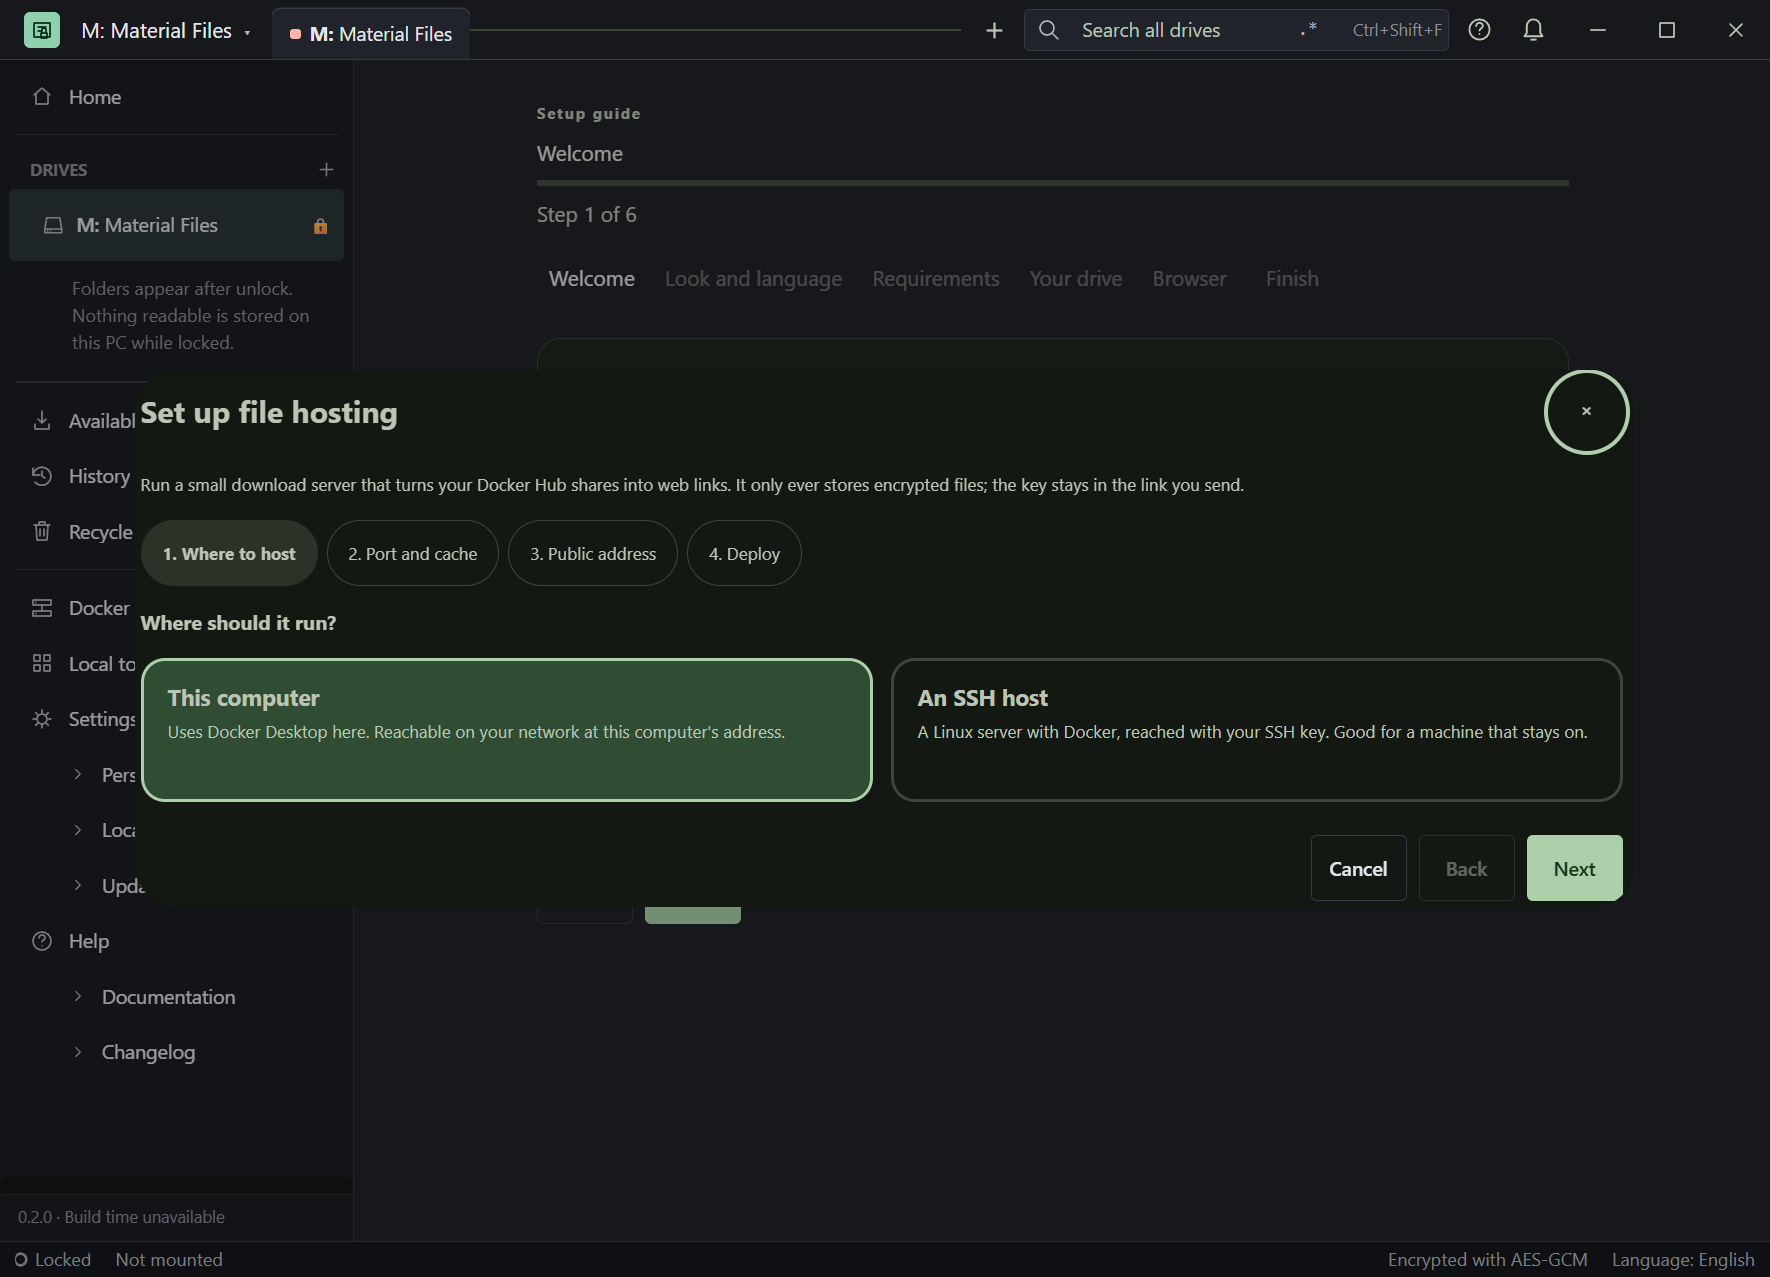 M: Material Files
M: Material Files
Search all drives
.*
Ctrl+Shift+F
Home
DRIVES
M: Material Files
Folders appear after unlock.
Nothing readable is stored on
this PC while locked.
History
Recycle
Docker
Local to
Settings
Help
Documentation
Changelog
0.2.0 · Build time unavailable
Setup guide
Welcome
Step 1 of 6
Welcome Look and language Requirements Your drive Browser Finish
Set up file hosting
×
Run a small download server that turns your Docker Hub shares into web links. It only ever stores encrypted files; the key stays in the link you send.
1. Where to host 2. Port and cache 3. Public address 4. Deploy
Where should it run?
This computer
Uses Docker Desktop here. Reachable on your network at this computer's address.
An SSH host
A Linux server with Docker, reached with your SSH key. Good for a machine that stays on.
Cancel Back Next
Locked Not mounted
Encrypted with AES-GCM Language: English